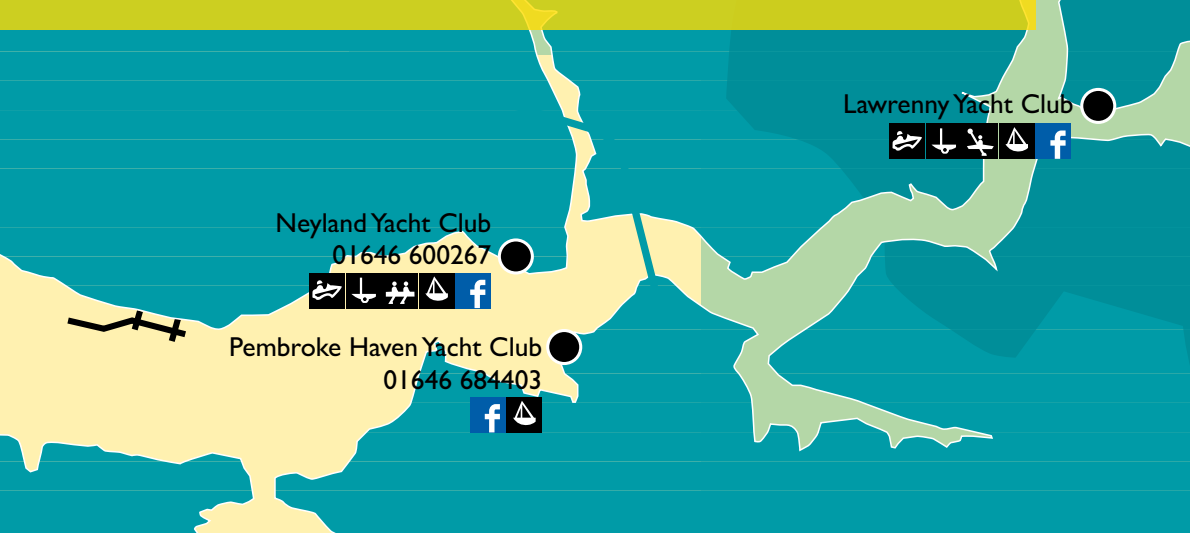 Lawrenny Yacht Club
Neyland Yacht Club
01646 600267
Pembroke Haven Yacht Club
01646 684403